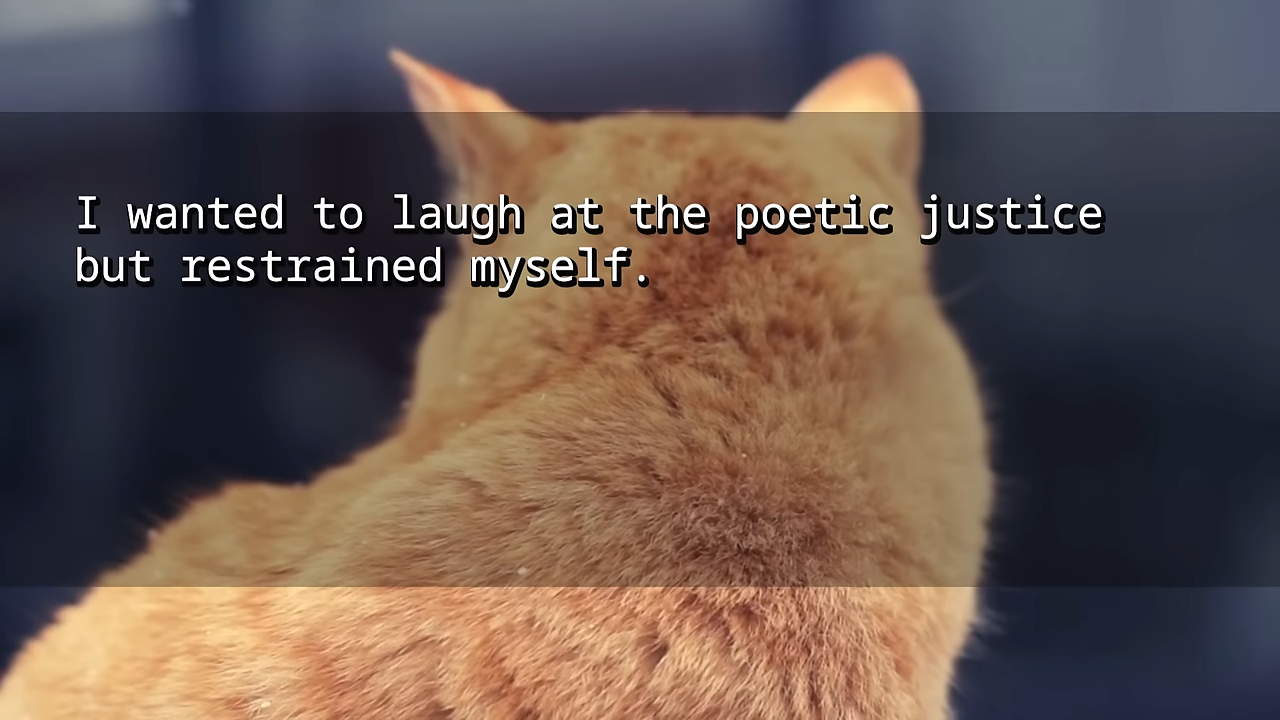 I wanted to laugh at the poetic justice
but restrained myself.